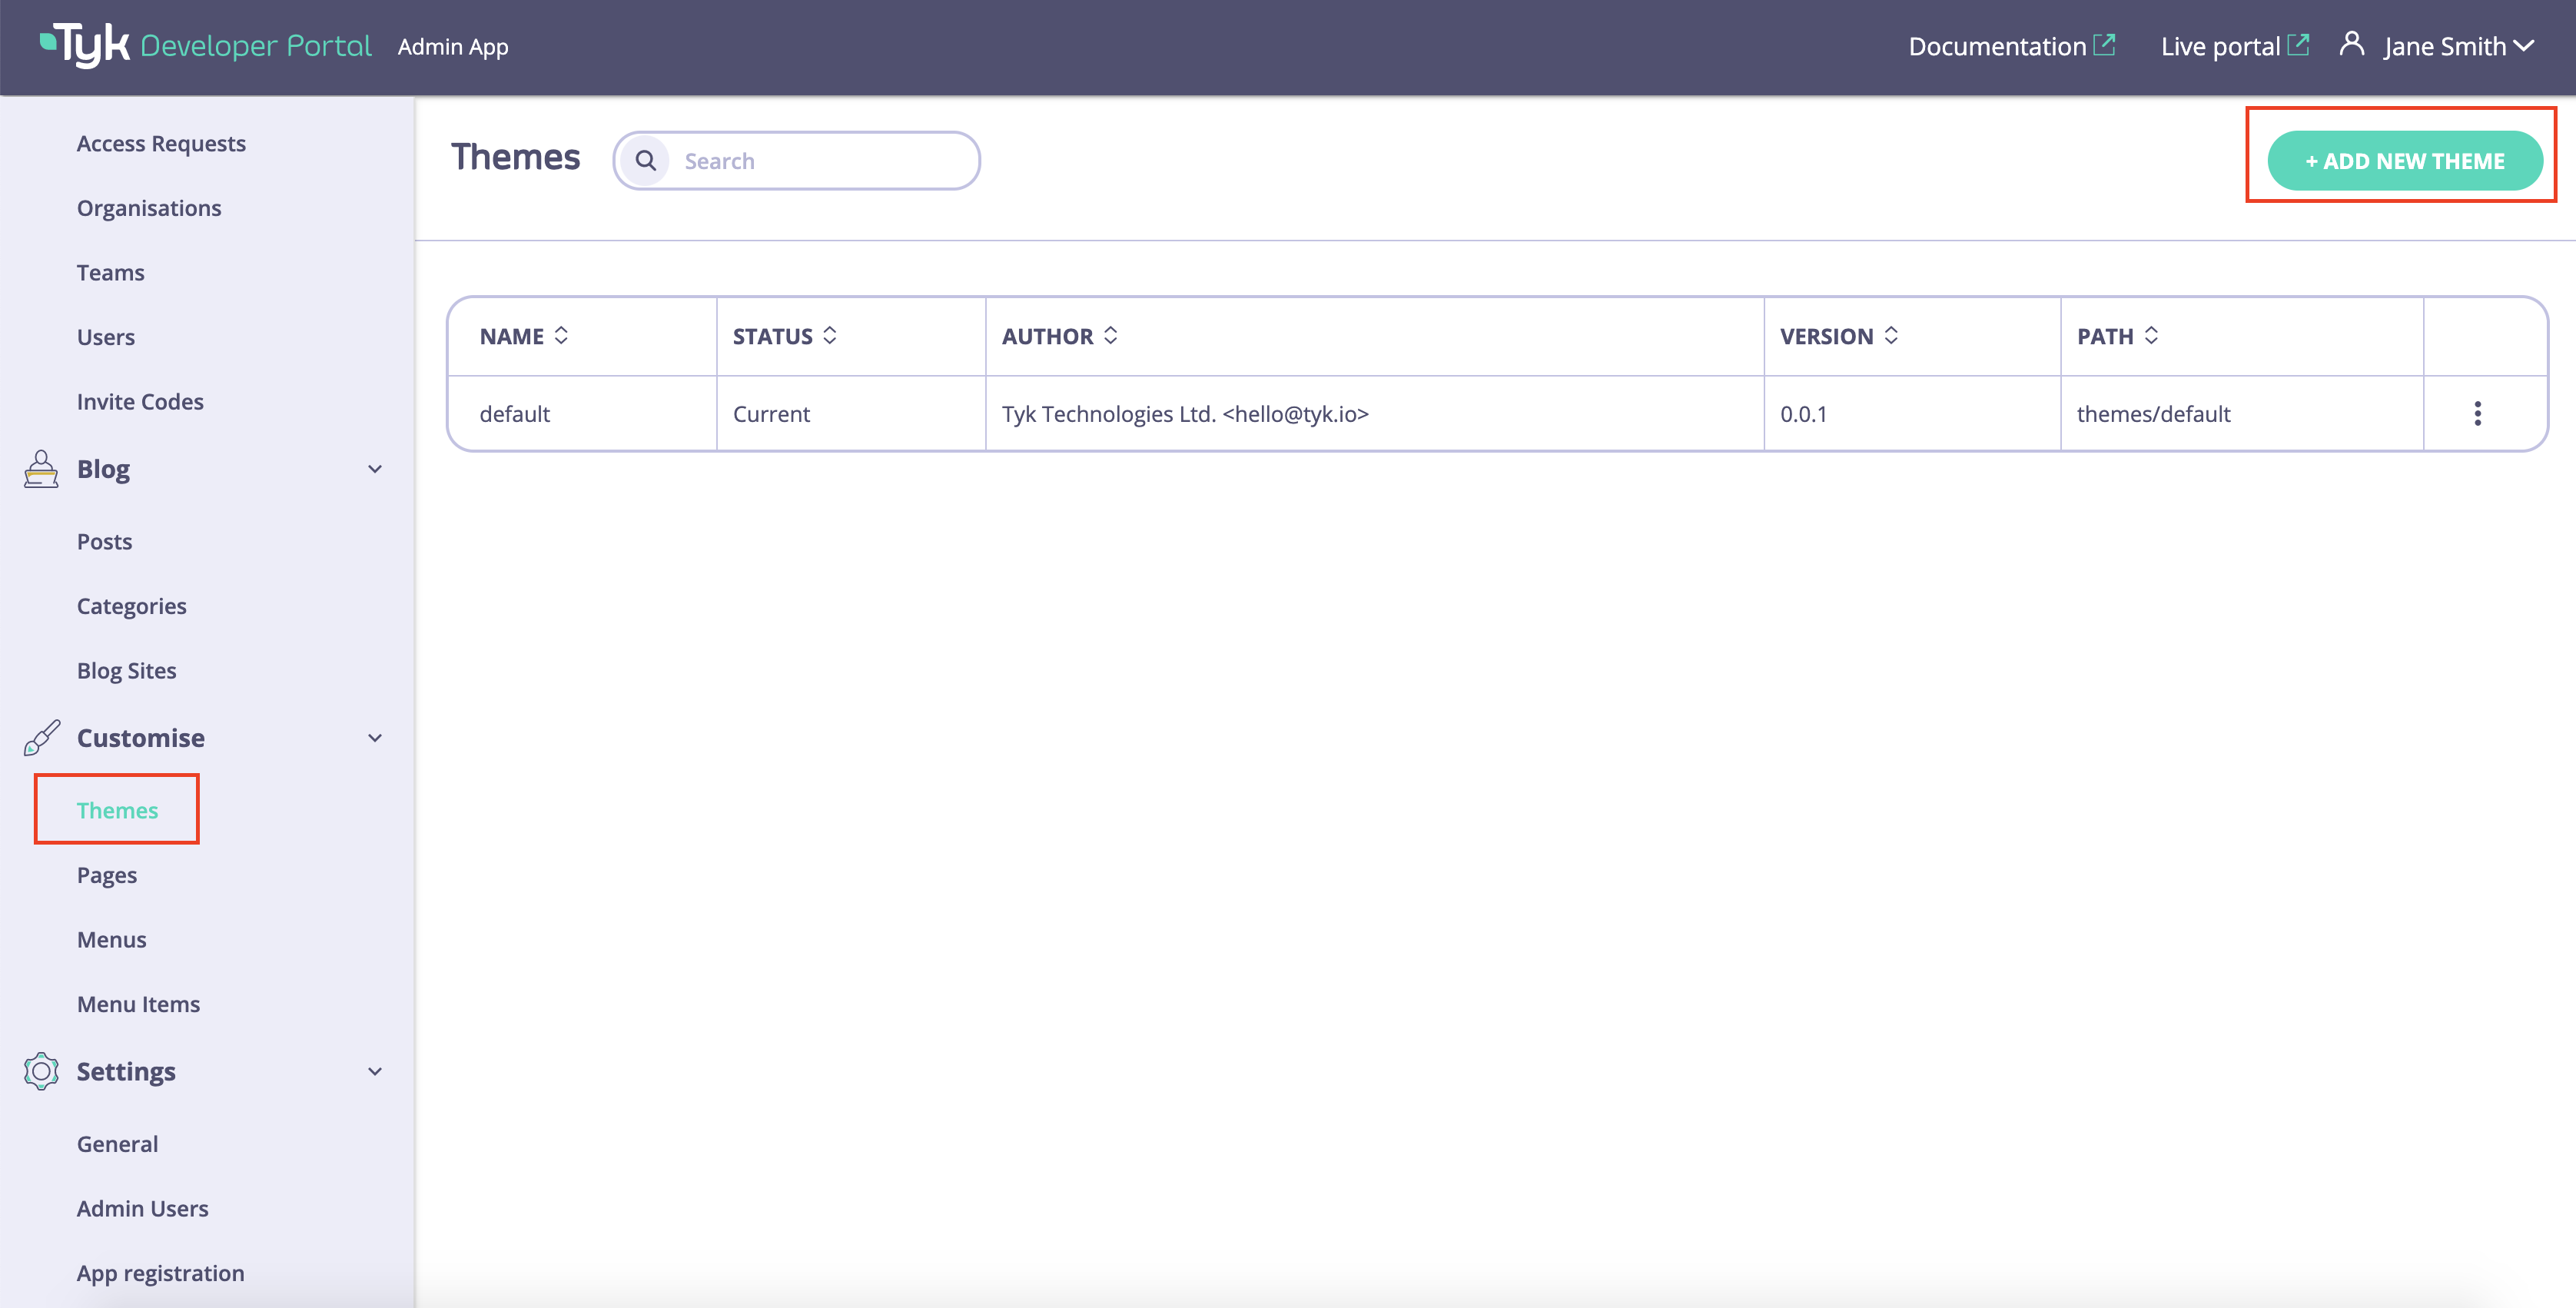 Tyk Developer Portal Admin App
Documentation Live portal Jane Smith
Access Requests
Organisations
Teams
Users
Invite Codes
Blog
Posts
Categories
Blog Sites
Customise
Themes
Pages
Menus
Menu Items
Settings
General
Admin Users
App registration
Themes
Search
+ ADD NEW THEME
NAME STATUS AUTHOR VERSION PATH
default Current Tyk Technologies Ltd. <hello@tyk.io> 0.0.1 themes/default